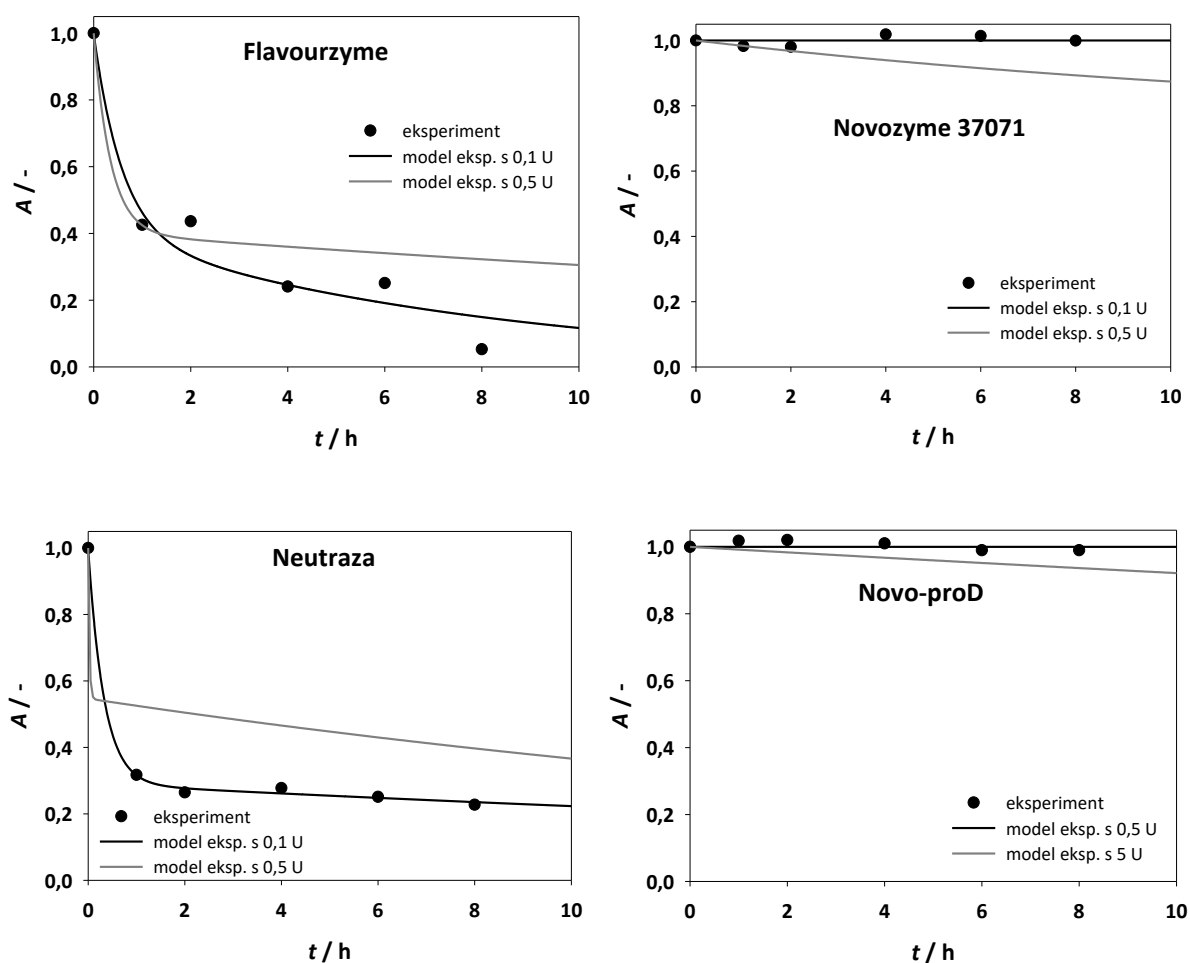 Flavourzyme
A / -
1,0
0,8
0,6
0,4
0,2
0,0
eksperiment
model eksp. s 0,1 U
model eksp. s 0,5 U
0 2 4 6 8 10
t / h
Novozyme 37071
A / -
1,0
0,8
0,6
0,4
0,2
0,0
eksperiment
model eksp. s 0,1 U
model eksp. s 0,5 U
0 2 4 6 8 10
t / h
Neutraza
A / -
1,0
0,8
0,6
0,4
0,2
0,0
eksperiment
model eksp. s 0,1 U
model eksp. s 0,5 U
0 2 4 6 8 10
t / h
Novo-proD
A / -
1,0
0,8
0,6
0,4
0,2
0,0
eksperiment
model eksp. s 0,5 U
model eksp. s 5 U
0 2 4 6 8 10
t / h